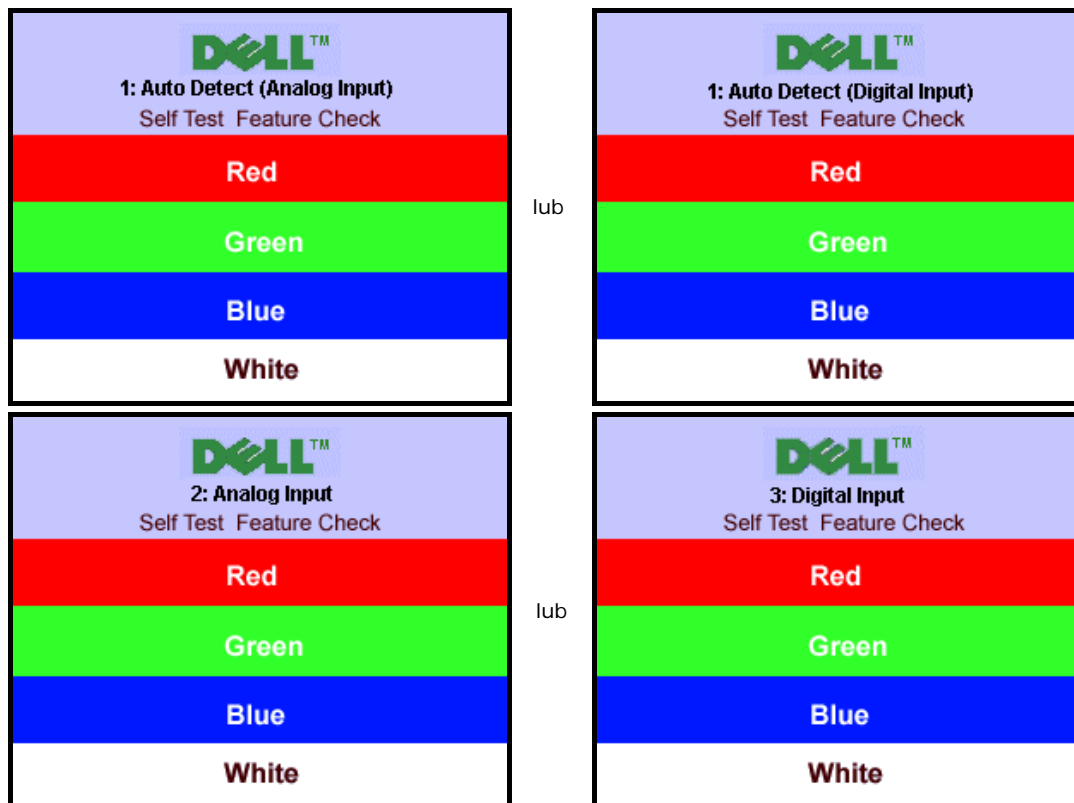 DELL™
1: Auto Detect (Analog Input)
Self Test Feature Check
Red
Green
Blue
White
lub
DELL™
1: Auto Detect (Digital Input)
Self Test Feature Check
Red
Green
Blue
White
DELL™
2: Analog Input
Self Test Feature Check
Red
Green
Blue
White
lub
DELL™
3: Digital Input
Self Test Feature Check
Red
Green
Blue
White